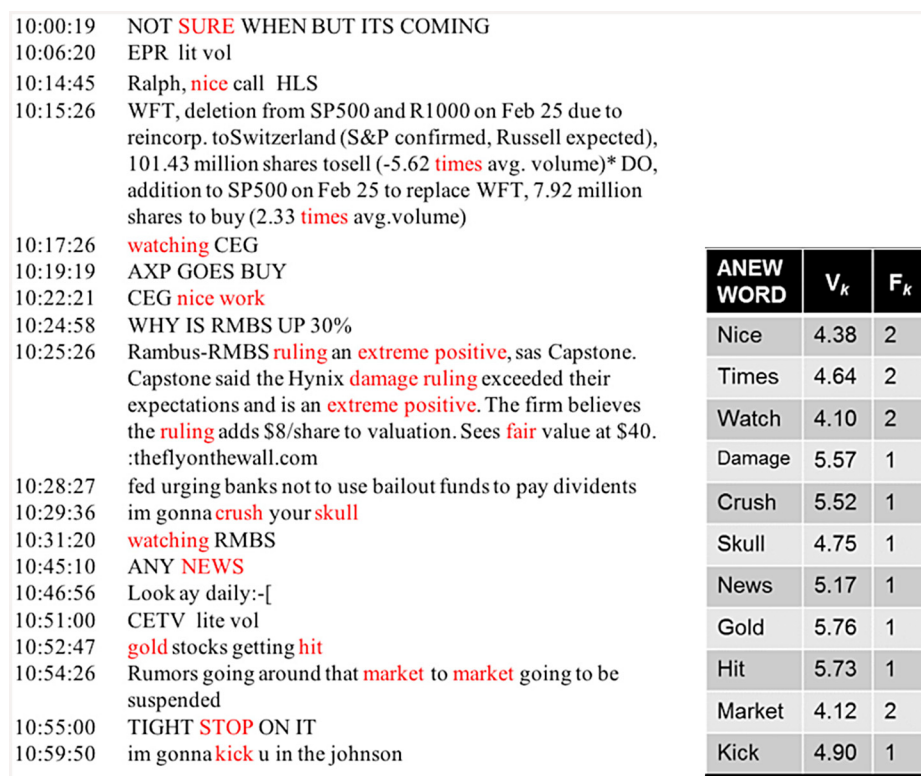 10:00:19 NOT SURE WHEN BUT ITS COMING
10:06:20 EPR lit vol
10:14:45 Ralph, nice call HLS
10:15:26 WFT, deletion from SP500 and R1000 on Feb 25 due to
reincorp. toSwitzerland (S&P confirmed, Russell expected),
101.43 million shares tosell (-5.62 times avg. volume)* DO,
addition to SP500 on Feb 25 to replace WFT, 7.92 million
shares to buy (2.33 times avg.volume)
10:17:26 watching CEG
10:19:19 AXP GOES BUY
10:22:21 CEG nice work
10:24:58 WHY IS RMBS UP 30%
10:25:26 Rambus-RMBS ruling an extreme positive, sas Capstone.
Capstone said the Hynix damage ruling exceeded their
expectations and is an extreme positive. The firm believes
the ruling adds $8/share to valuation. Sees fair value at $40.
:theflyonthewall.com
10:28:27 fed urging banks not to use bailout funds to pay dividents
10:29:36 im gonna crush your skull
10:31:20 watching RMBS
10:45:10 ANY NEWS
10:46:56 Look ay daily:-[
10:51:00 CETV lite vol
10:52:47 gold stocks getting hit
10:54:26 Rumors going around that market to market going to be
suspended
10:55:00 TIGHT STOP ON IT
10:59:50 im gonna kick u in the johnson
ANEW WORD Vk Fk
Nice 4.38 2
Times 4.64 2
Watch 4.10 2
Damage 5.57 1
Crush 5.52 1
Skull 4.75 1
News 5.17 1
Gold 5.76 1
Hit 5.73 1
Market 4.12 2
Kick 4.90 1